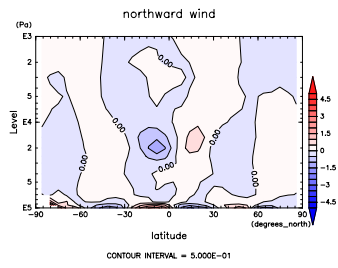 northward wind
(Pa)
E3
2
5
E4
2
5
E5
Level
0.00
0.00
0.00
0.00
0.00
0.00
4.5
3
1.5
0
−1.5
−3
−4.5
−90 −60 −30 0 30 60 90
(degrees_north)
latitude
CONTOUR INTERVAL = 5.000E−01